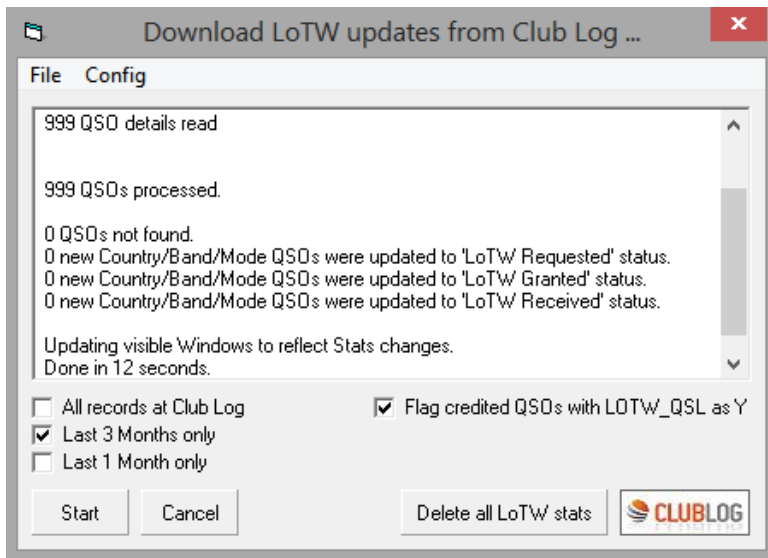 Download LoTW updates from Club Log ...
File Config
999 QSO details read
999 QSOs processed.
0 QSOs not found.
0 new Country/Band/Mode QSOs were updated to 'LoTW Requested' status.
0 new Country/Band/Mode QSOs were updated to 'LoTW Granted' status.
0 new Country/Band/Mode QSOs were updated to 'LoTW Received' status.
Updating visible Windows to reflect Stats changes.
Done in 12 seconds.
All records at Club Log
Flag credited QSOs with LOTW_QSL as Y
Last 3 Months only
Last 1 Month only
Start Cancel Delete all LoTW stats CLUBLOG